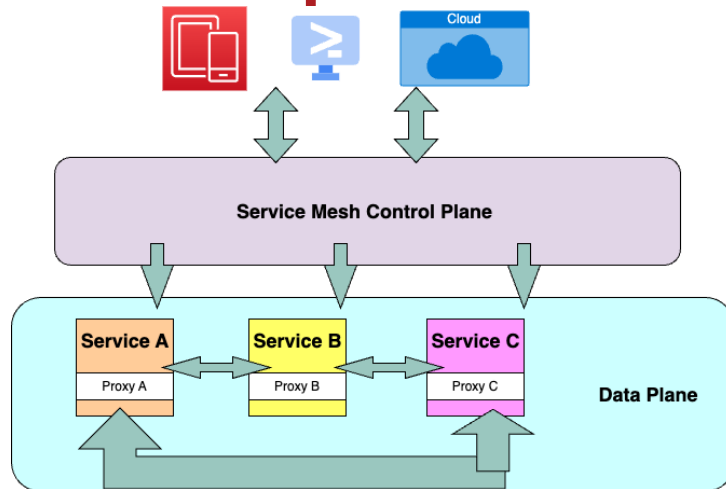 Cloud
Service Mesh Control Plane
Service A
Service B
Service C
Proxy A
Proxy B
Proxy C
Data Plane